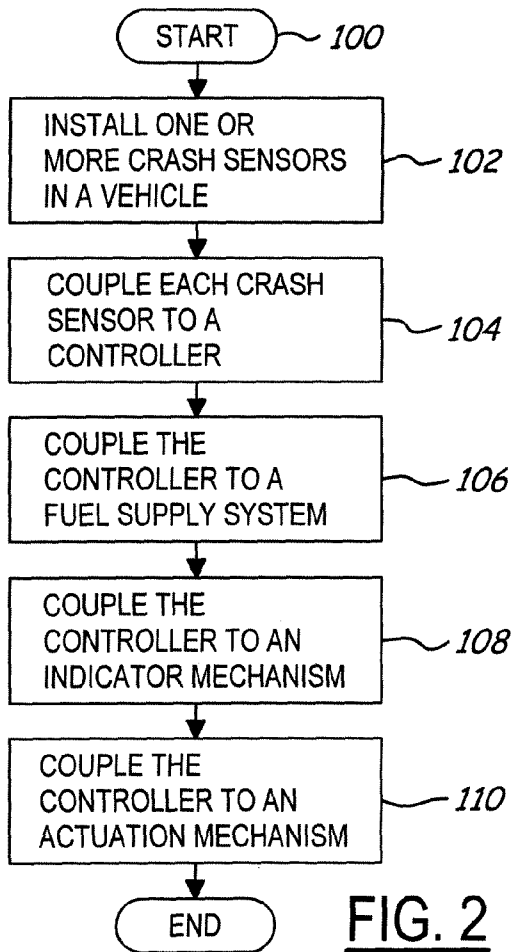 START
100
INSTALL ONE OR
MORE CRASH SENSORS
IN A VEHICLE
102
COUPLE EACH CRASH
SENSOR TO A
CONTROLLER
104
COUPLE THE
CONTROLLER TO A
FUEL SUPPLY SYSTEM
106
COUPLE THE
CONTROLLER TO AN
INDICATOR MECHANISM
108
COUPLE THE
CONTROLLER TO AN
ACTUATION MECHANISM
110
END
FIG. 2